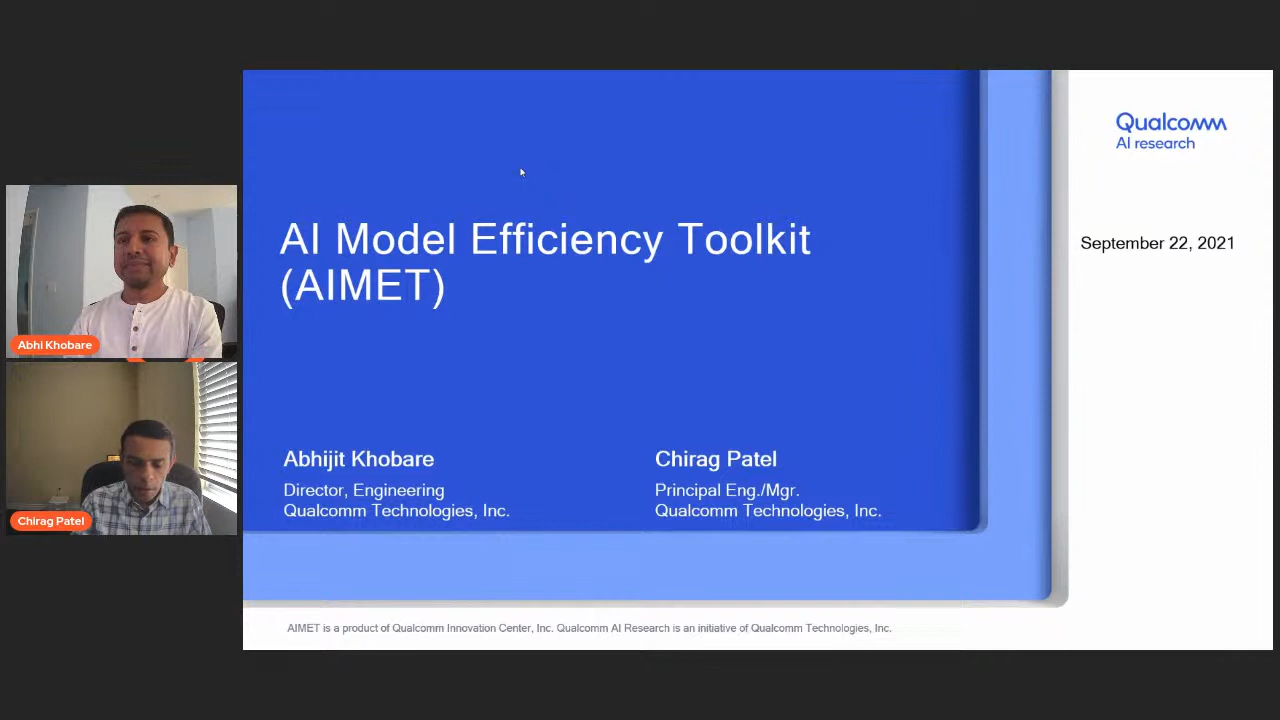 Qualcomm
AI research
September 22, 2021
AI Model Efficiency Toolkit
(AIMET)
Abhi Khobare
Chirag Patel
Abhijit Khobare
Director, Engineering
Qualcomm Technologies, Inc.
Chirag Patel
Principal Eng./Mgr.
Qualcomm Technologies, Inc.
AIMET is a product of Qualcomm Innovation Center, Inc. Qualcomm AI Research is an initiative of Qualcomm Technologies, Inc.